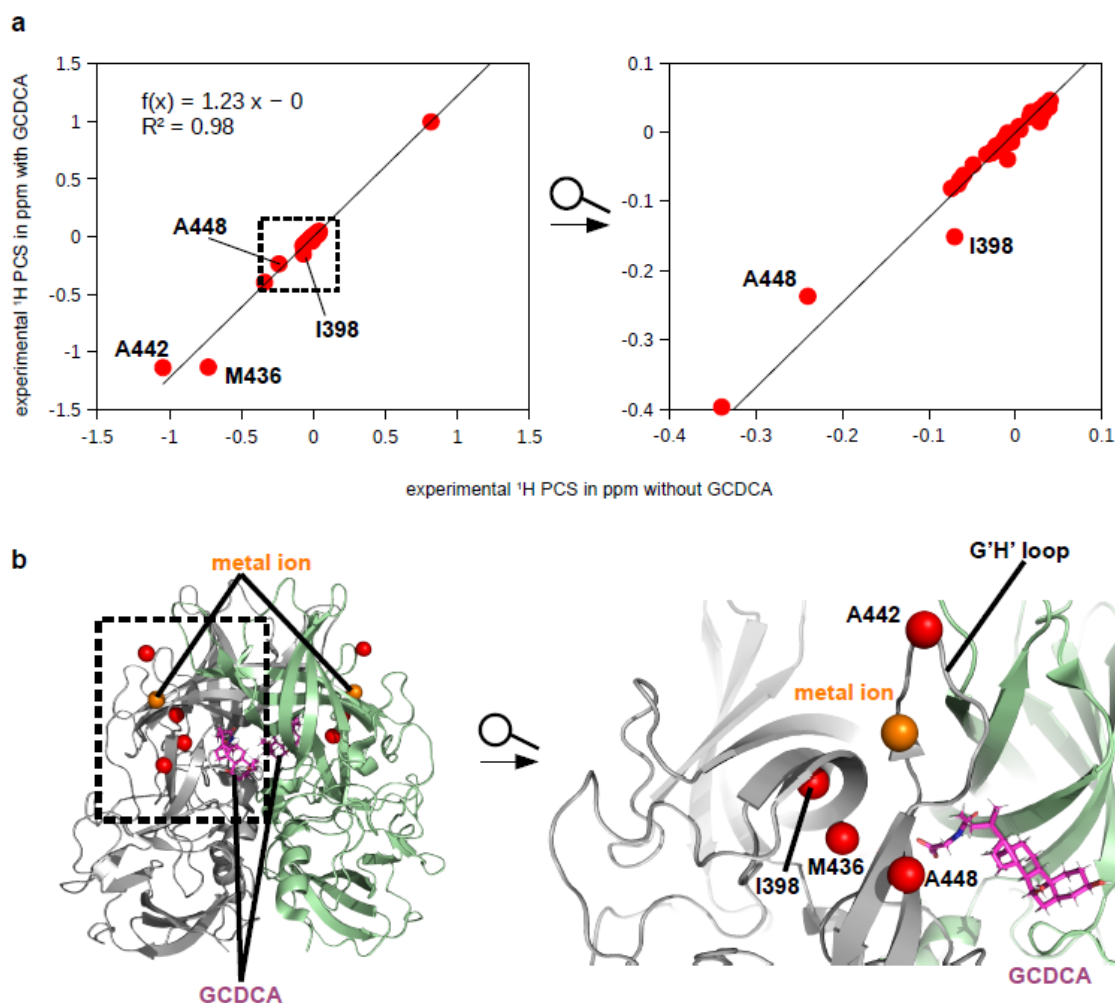 a
experimental ¹H PCS in ppm with GCDCA
1.5
1
0.5
0
-0.5
-1
-1.5
f(x) = 1.23 x − 0
R² = 0.98
A448
I398
A442
M436
-1.5
-1
-0.5
0
0.5
1
1.5
0.1
0
-0.1
-0.2
-0.3
-0.4
I398
A448
-0.4
-0.3
-0.2
-0.1
0
0.1
experimental ¹H PCS in ppm without GCDCA
b
metal ion
GCDCA
G'H' loop
A442
metal ion
I398
M436
A448
GCDCA